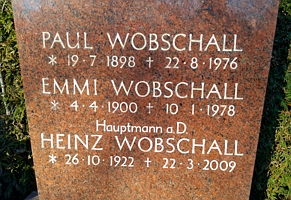 PAUL WOBSCHALL
* 19·7·1898 † 22·8·1976
EMMI WOBSCHALL
* 4·4·1900 † 10·1·1978
Hauptmann a.D.
HEINZ WOBSCHALL
* 26·10·1922 † 22·3·2009